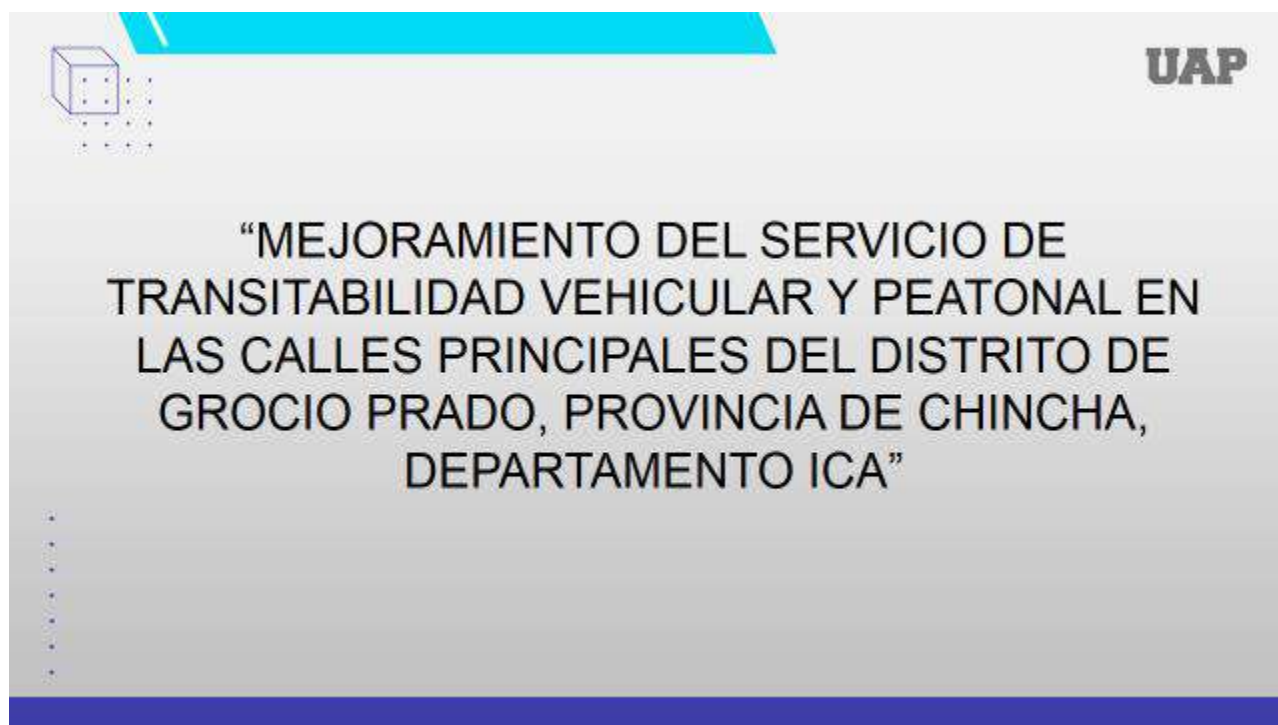 UAP
“MEJORAMIENTO DEL SERVICIO DE
TRANSITABILIDAD VEHICULAR Y PEATONAL EN
LAS CALLES PRINCIPALES DEL DISTRITO DE
GROCIO PRADO, PROVINCIA DE CHINCHA,
DEPARTAMENTO ICA”